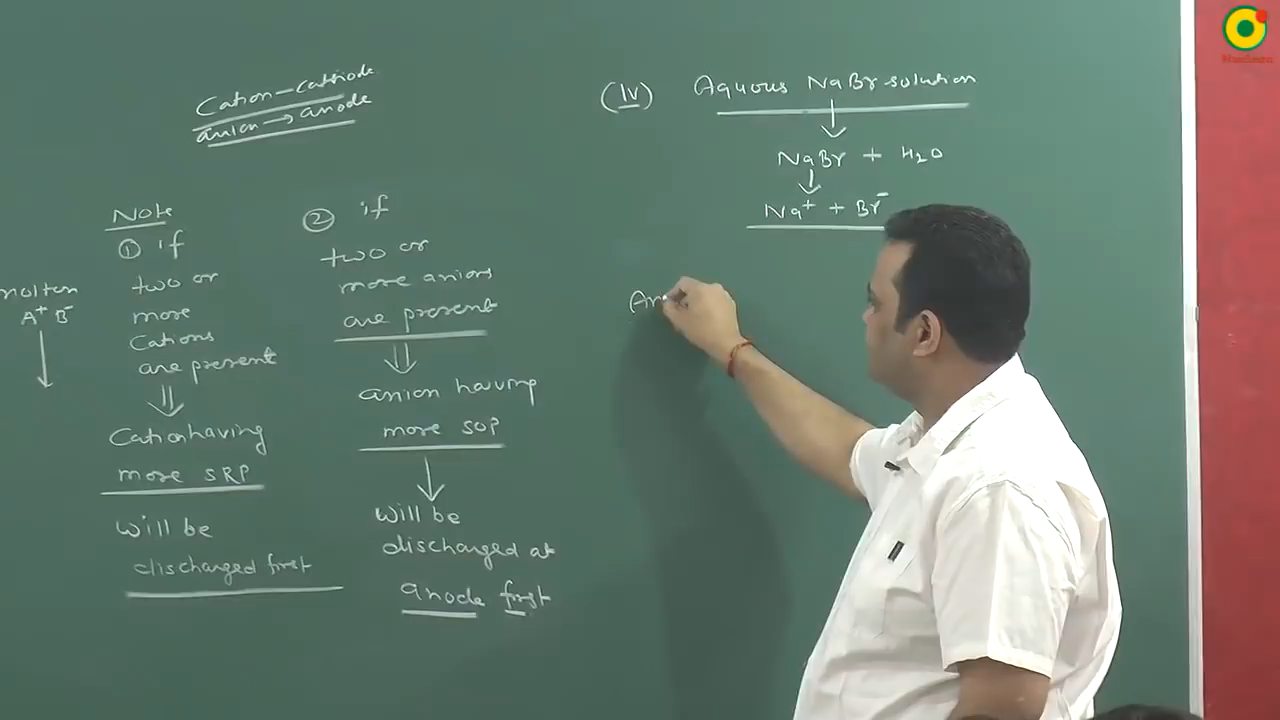 Cation-cathode
anion → anode
Note
① if
two or
more
Cations
are present
⇓
Cation having
more SRP
will be
discharged first
molten
A⁺ B⁻
↓
② if
two or
more anions
are present
⇓
anion having
more SOP
↓
will be
discharged at
anode first
(iv) Aquous NaBr solution
↓
NaBr + H₂O
↓
Na⁺ + Br⁻
An